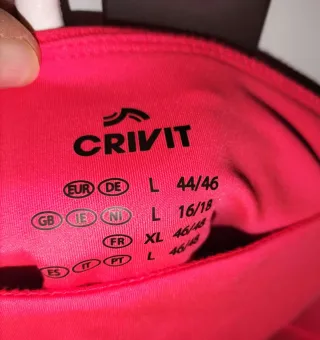 CRIVIT
EUR DE L 44/46
GB IE NI L 16/18
FR XL 46/48
ES IT PT L 46/48